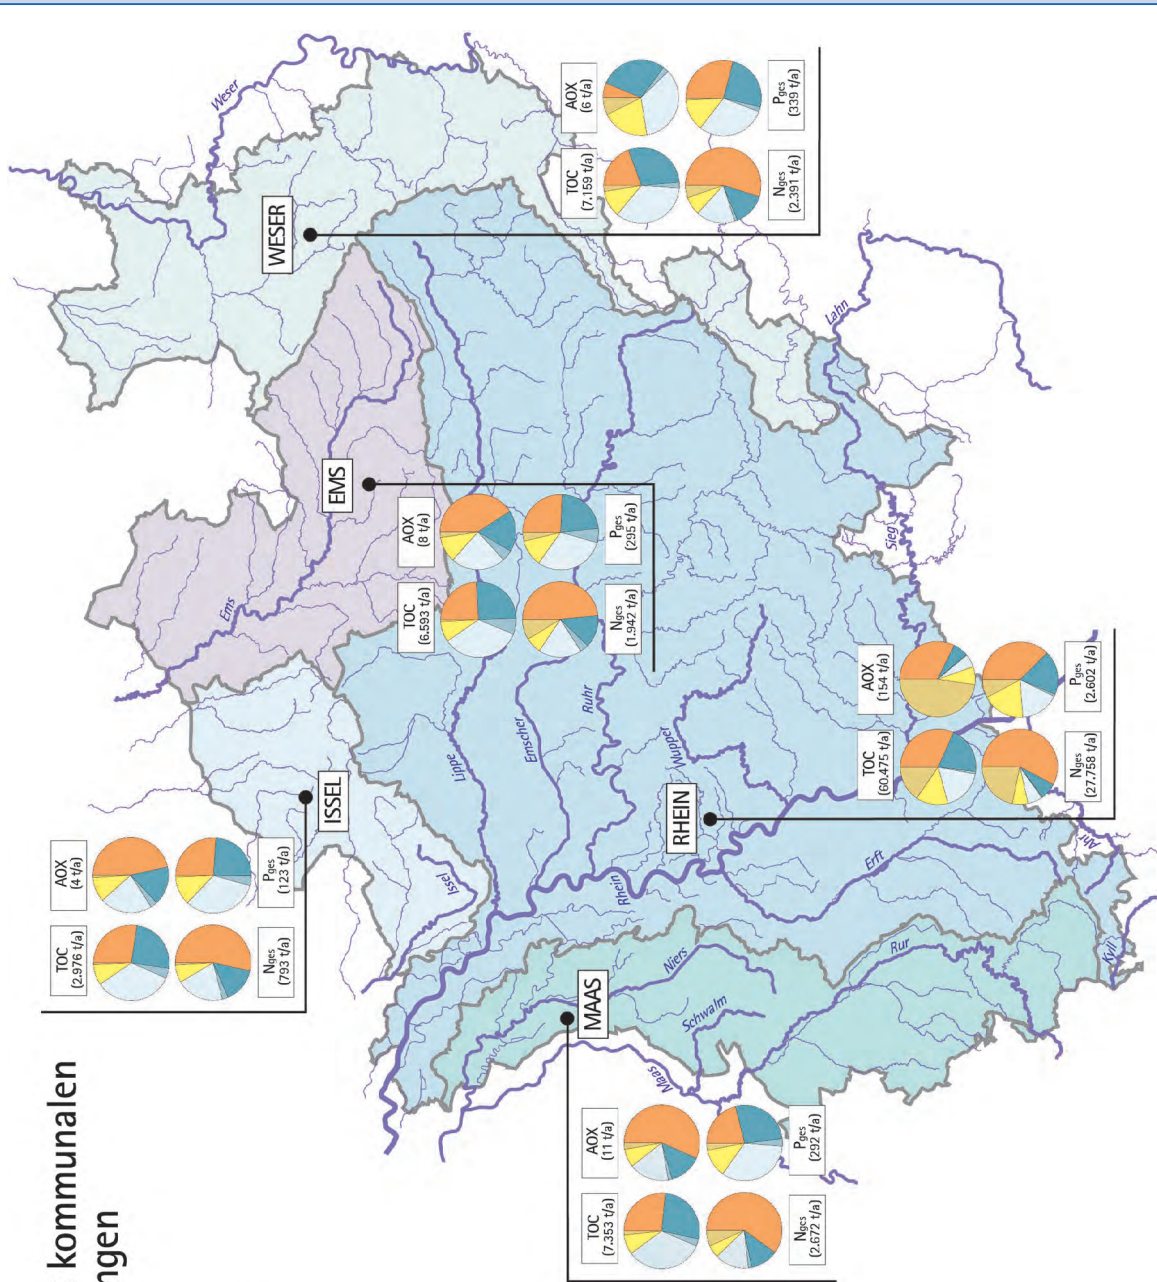 kommunalen
ngen
TOC
(2.976 t/a)
AOX
(4 t/a)
Nges
(793 t/a)
Pges
(123 t/a)
ISSEL
Issel
Ems
EMS
TOC
(6.593 t/a)
AOX
(8 t/a)
Nges
(1.942 t/a)
Pges
(295 t/a)
Weser
WESER
TOC
(7.159 t/a)
AOX
(6 t/a)
Nges
(2.391 t/a)
Pges
(339 t/a)
Lippe
Emscher
Ruhr
Wupper
Rhein
RHEIN
TOC
(60.475 t/a)
AOX
(154 t/a)
Nges
(27.758 t/a)
Pges
(2.602 t/a)
Lahn
Sieg
Erft
Ahr
Kyll
MAAS
Niers
Schwalm
Maas
Rur
TOC
(7.353 t/a)
AOX
(11 t/a)
Nges
(2.672 t/a)
Pges
(292 t/a)